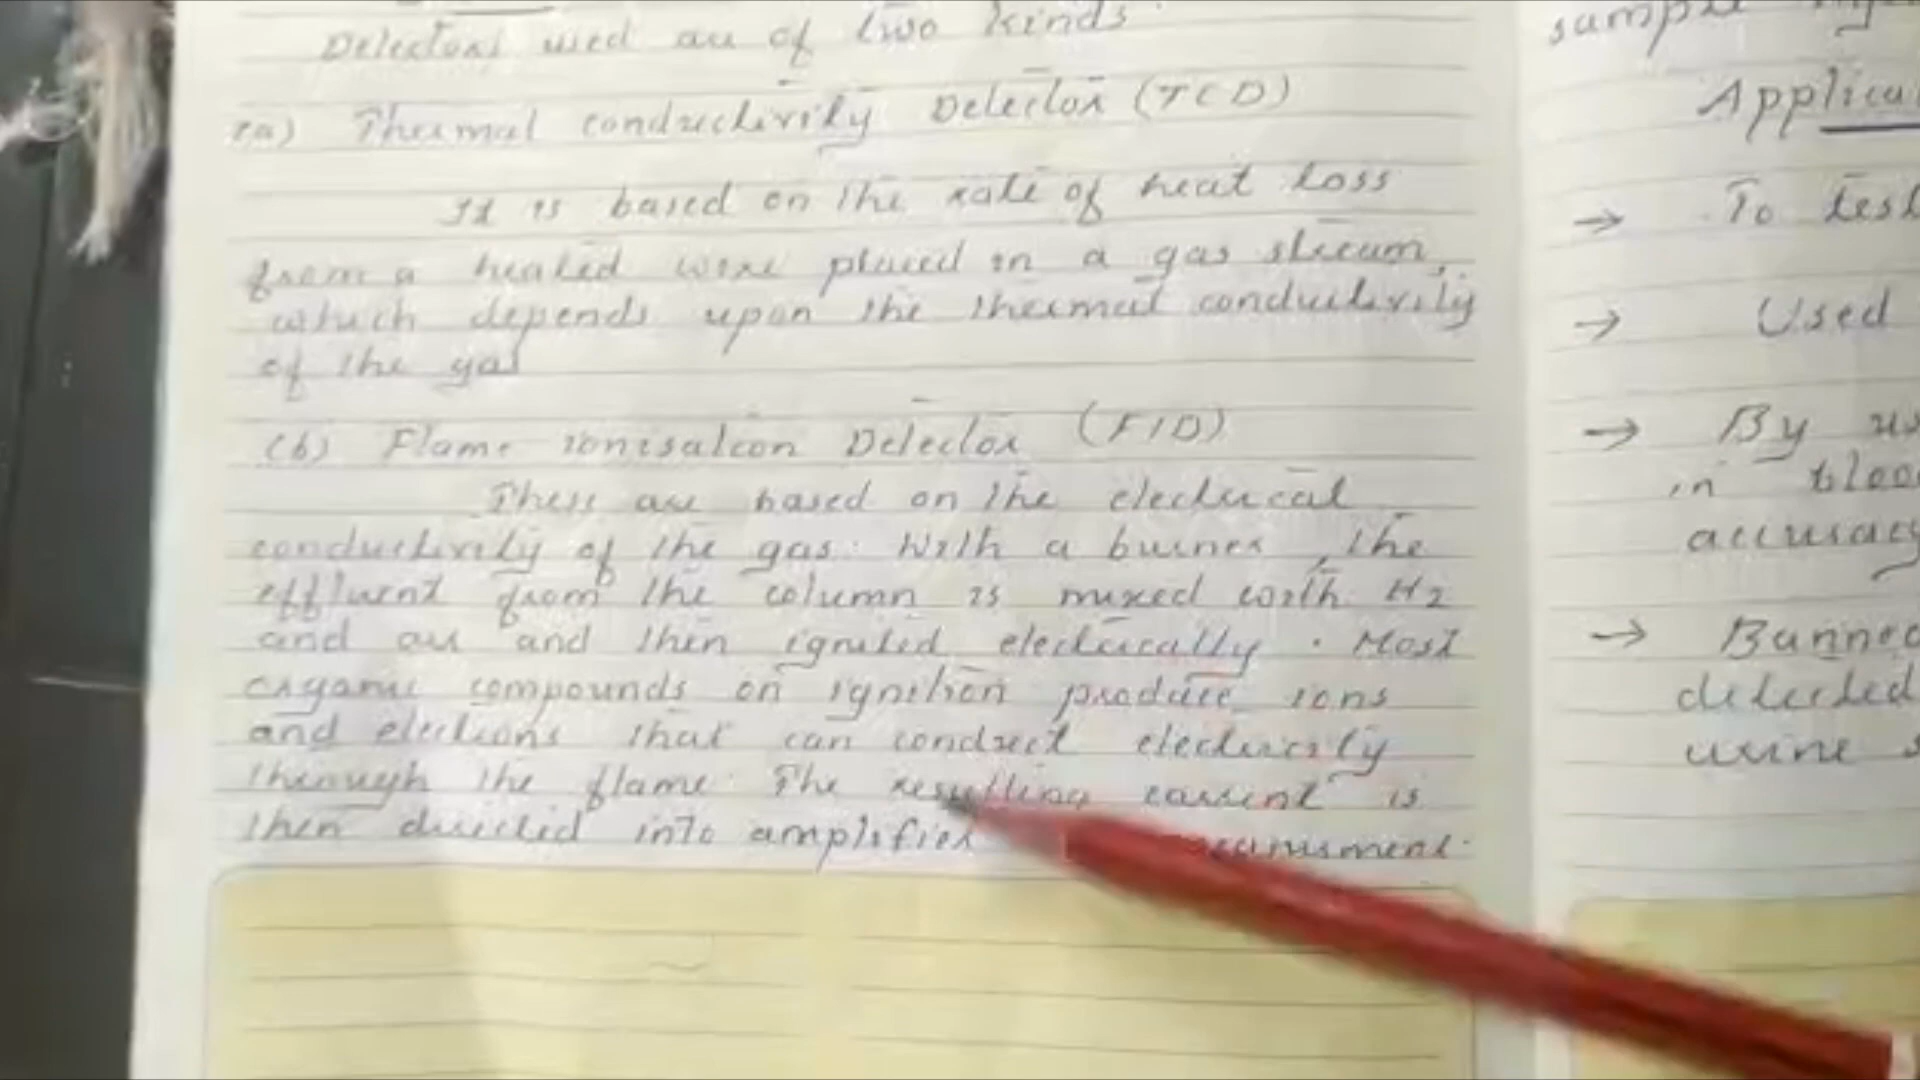 Detectors used are of two kinds
(a) Thermal conductivity Detector (TCD)
It is based on the rate of heat loss
from a heated wire placed in a gas stream,
which depends upon the thermal conductivity
of the gas
(b) Flame ionisation Detector (FID)
These are based on the electrical
conductivity of the gas. With a burner, the
effluent from the column is mixed with H2
and air and then ignited electrically. Most
organic compounds on ignition produce ions
and electrons that can conduct electricity
through the flame. The resulting current is
then directed into amplifier
sample
Applica
→ To test
→ Used
→ By us
in bloo
accuracy
→ Banned
detected
urine s